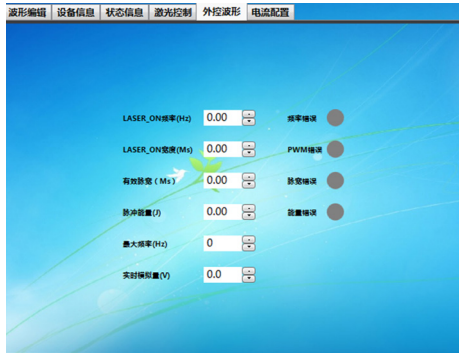 波形编辑 设备信息 状态信息 激光控制 外控波形 电流配置
LASER_ON频率(Hz) 0.00 频率错误
LASER_ON宽度(Ms) 0.00 PWM错误
有效脉宽(Ms) 0.00 脉宽错误
脉冲能量(J) 0.00 能量错误
最大频率(Hz) 0
实时模拟量(V) 0.0